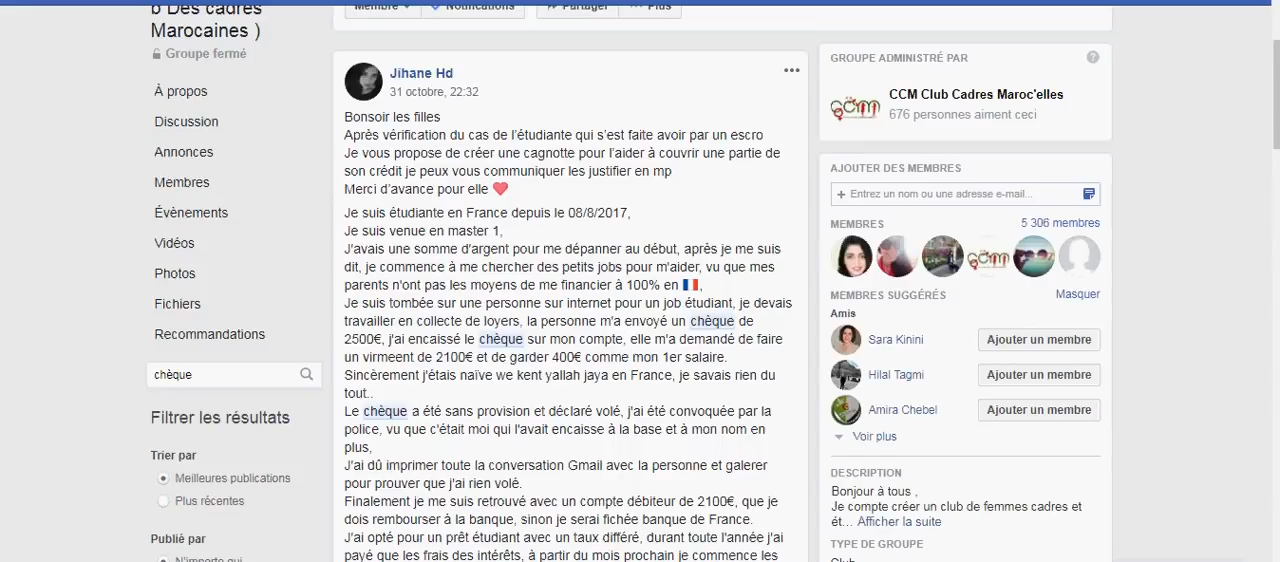 b Des cadres
Marocaines )
Groupe fermé
À propos
Discussion
Annonces
Membres
Évènements
Vidéos
Photos
Fichiers
Recommandations
chèque
Filtrer les résultats
Trier par
Meilleures publications
Plus récentes
Publié par
N'importe qui
Membre
Notifications
Partager
Plus
Jihane Hd
31 octobre, 22:32
Bonsoir les filles
Après vérification du cas de l'étudiante qui s'est faite avoir par un escro
Je vous propose de créer une cagnotte pour l'aider à couvrir une partie de
son crédit je peux vous communiquer les justifier en mp
Merci d'avance pour elle ❤
Je suis étudiante en France depuis le 08/8/2017,
Je suis venue en master 1,
J'avais une somme d'argent pour me dépanner au début, après je me suis
dit, je commence à me chercher des petits jobs pour m'aider, vu que mes
parents n'ont pas les moyens de me financier à 100% en 🇫🇷,
Je suis tombée sur une personne sur internet pour un job étudiant, je devais
travailler en collecte de loyers, la personne m'a envoyé un chèque de
2500€, j'ai encaissé le chèque sur mon compte, elle m'a demandé de faire
un virmeent de 2100€ et de garder 400€ comme mon 1er salaire.
Sincèrement j'étais naïve we kent yallah jaya en France, je savais rien du
tout..
Le chèque a été sans provision et déclaré volé, j'ai été convoquée par la
police, vu que c'était moi qui l'avait encaisse à la base et à mon nom en
plus,
J'ai dû imprimer toute la conversation Gmail avec la personne et galerer
pour prouver que j'ai rien volé.
Finalement je me suis retrouvé avec un compte débiteur de 2100€, que je
dois rembourser à la banque, sinon je serai fichée banque de France.
J'ai opté pour un prêt étudiant avec un taux différé, durant toute l'année j'ai
payé que les frais des intérêts, à partir du mois prochain je commence les
GROUPE ADMINISTRÉ PAR
CCM
CCM Club Cadres Maroc'elles
676 personnes aiment ceci
AJOUTER DES MEMBRES
+ Entrez un nom ou une adresse e-mail...
MEMBRES
5 306 membres
CCM
MEMBRES SUGGÉRÉS
Masquer
Amis
Sara Kinini
Ajouter un membre
Hilal Tagmi
Ajouter un membre
Amira Chebel
Ajouter un membre
Voir plus
DESCRIPTION
Bonjour à tous ,
Je compte créer un club de femmes cadres et
ét… Afficher la suite
TYPE DE GROUPE
Club